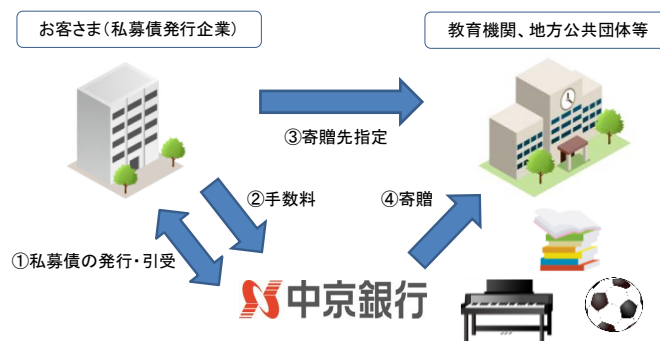 お客さま（私募債発行企業）
教育機関、地方公共団体等
③寄贈先指定
②手数料
④寄贈
①私募債の発行・引受
中京銀行